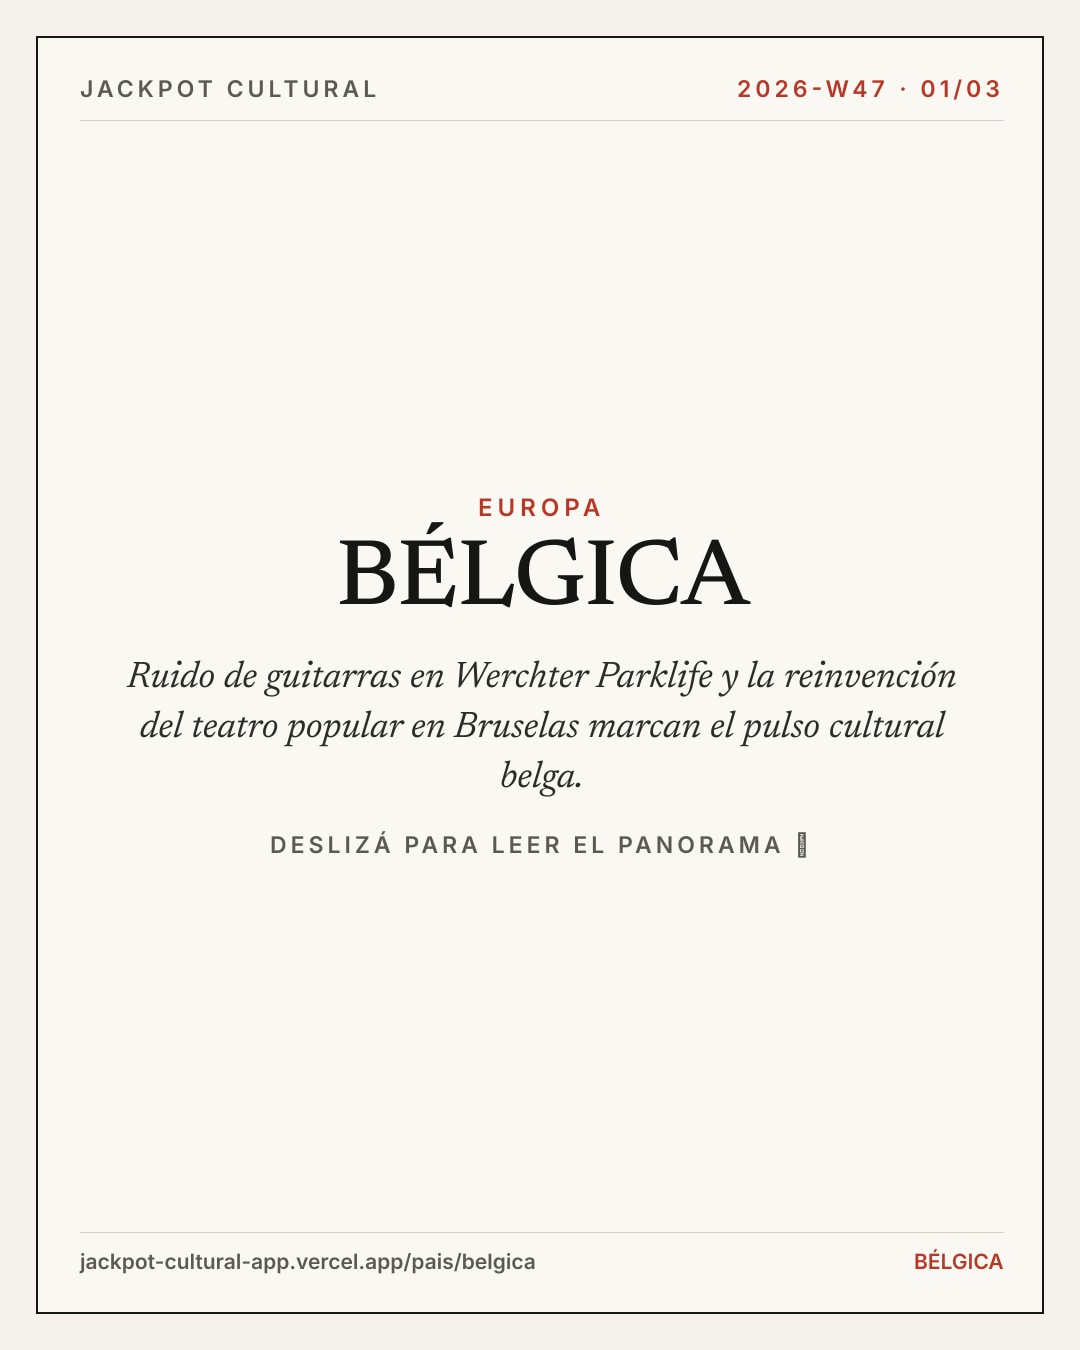 JACKPOT CULTURAL
2026-W47 · 01/03
EUROPA
BÉLGICA
Ruido de guitarras en Werchter Parklife y la reinvención
del teatro popular en Bruselas marcan el pulso cultural
belga.
DESLIZÁ PARA LEER EL PANORAMA
jackpot-cultural-app.vercel.app/pais/belgica
BÉLGICA